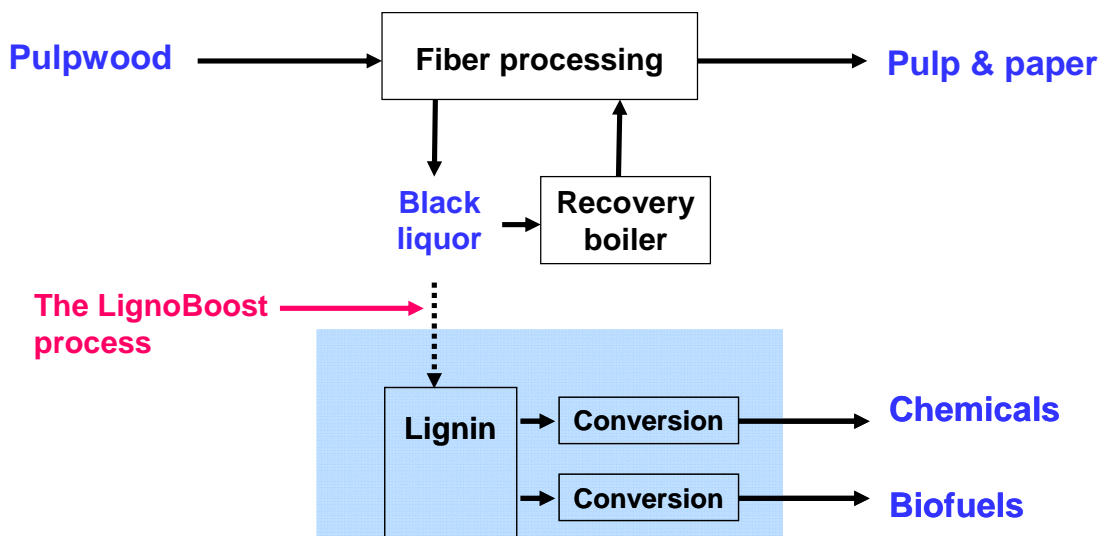 Pulpwood
Fiber processing
Pulp & paper
Black
liquor
Recovery
boiler
The LignoBoost
process
Lignin
Conversion
Chemicals
Conversion
Biofuels